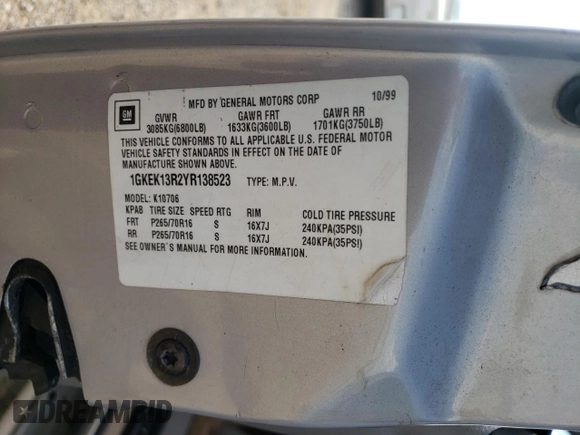 MFD BY GENERAL MOTORS CORP 10/99
GM
GVWR GAWR FRT GAWR RR
3085KG(6800LB) 1633KG(3600LB) 1701KG(3750LB)
THIS VEHICLE CONFORMS TO ALL APPLICABLE U.S. FEDERAL MOTOR
VEHICLE SAFETY STANDARDS IN EFFECT ON THE DATE OF
MANUFACTURE SHOWN ABOVE.
1GKEK13R2YR138523 TYPE: M.P.V.
MODEL: K10706
KPAB TIRE SIZE SPEED RTG RIM COLD TIRE PRESSURE
FRT P265/70R16 S 16X7J 240KPA(35PSI)
RR P265/70R16 S 16X7J 240KPA(35PSI)
SEE OWNER`S MANUAL FOR MORE INFORMATION.
DREAMBID